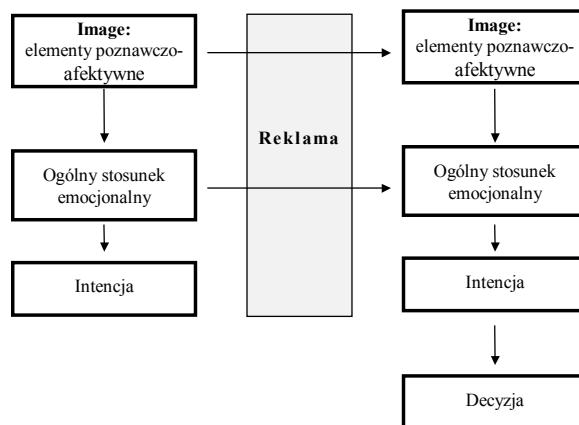 Image:
elementy poznawczo-
afektywne
Ogólny stosunek
emocjonalny
Intencja
Reklama
Image:
elementy poznawczo-
afektywne
Ogólny stosunek
emocjonalny
Intencja
Decyzja